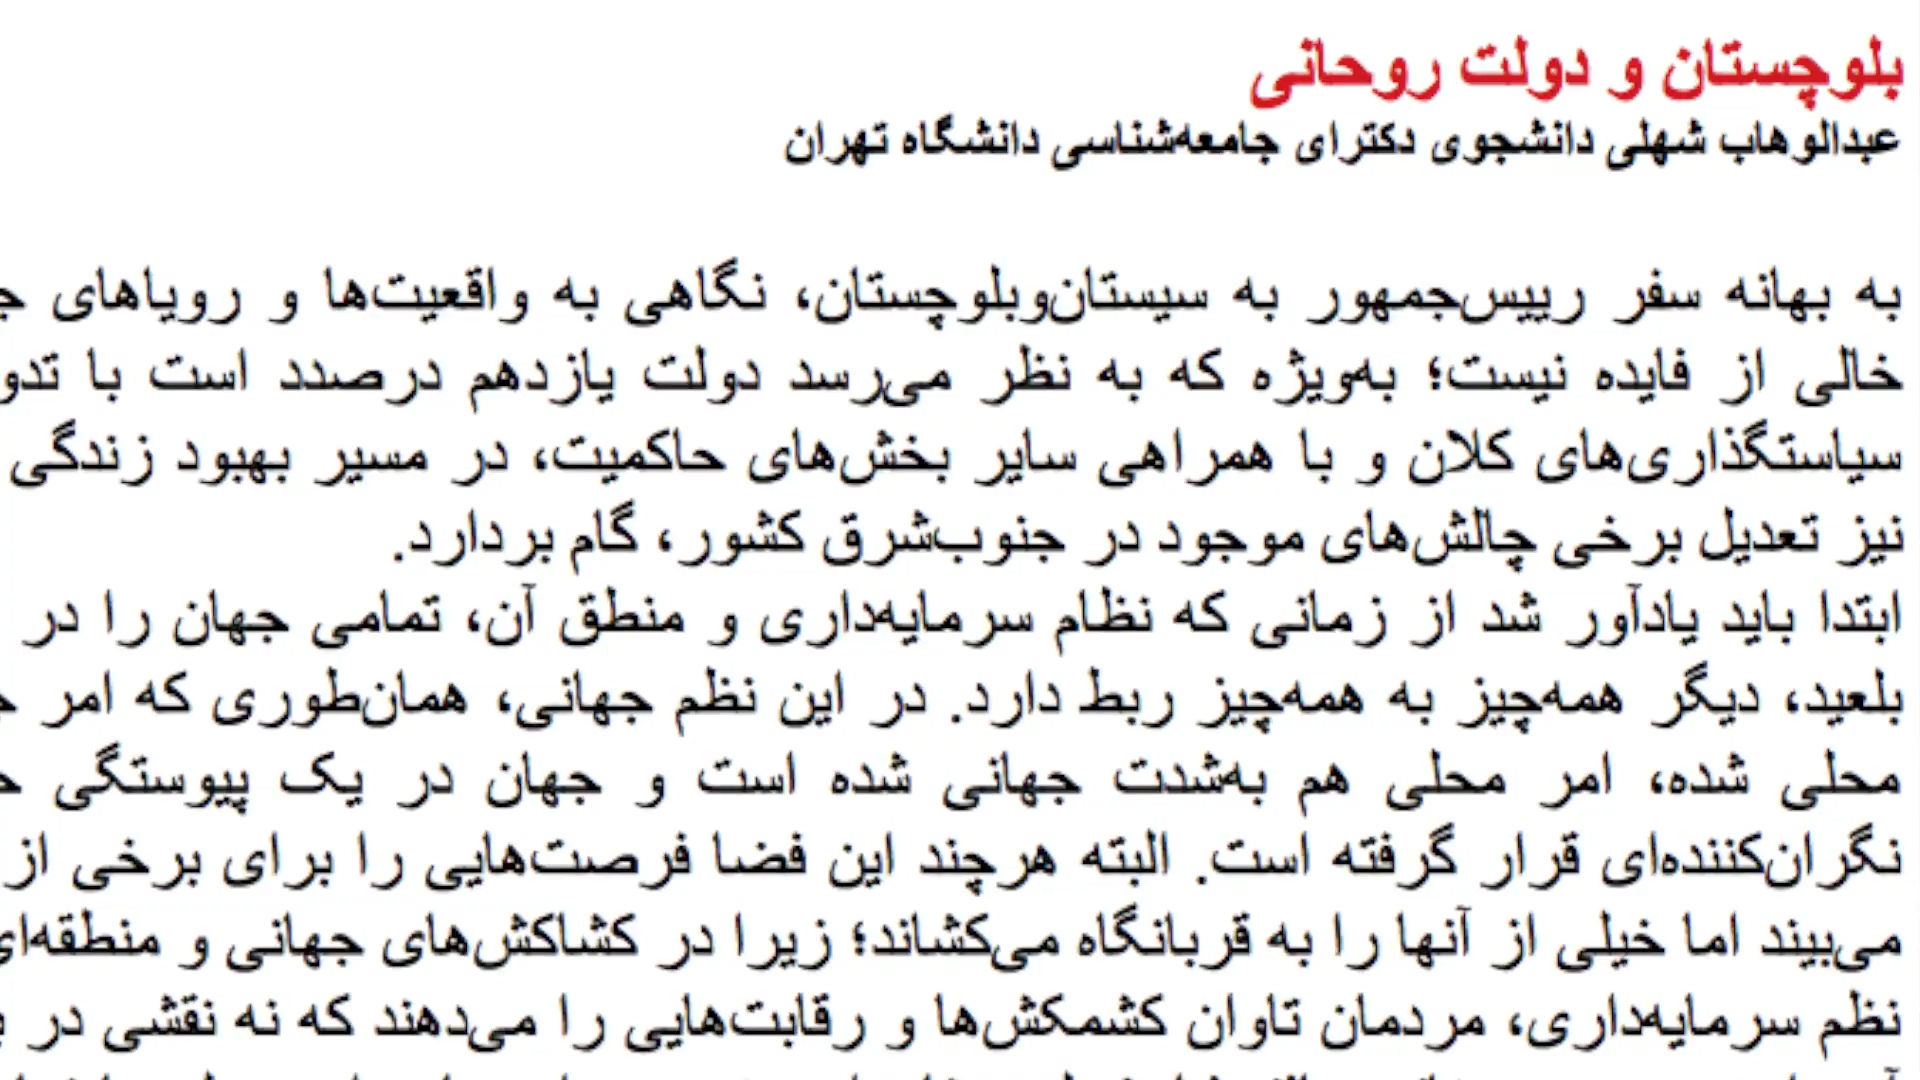 بلوچستان و دولت روحانی
عبدالوهاب شهلی دانشجوی دکترای جامعه‌شناسی دانشگاه تهران
به بهانه سفر رییس‌جمهور به سیستان‌وبلوچستان، نگاهی به واقعیت‌ها و رویاهای
خالی از فایده نیست؛ به‌ویژه که به نظر می‌رسد دولت یازدهم درصدد است با
سیاستگذاری‌های کلان و با همراهی سایر بخش‌های حاکمیت، در مسیر بهبود زندگی
نیز تعدیل برخی چالش‌های موجود در جنوب‌شرق کشور، گام بردارد.
ابتدا باید یادآور شد از زمانی که نظام سرمایه‌داری و منطق آن، تمامی جهان را در
بلعید، دیگر همه‌چیز به همه‌چیز ربط دارد. در این نظم جهانی، همان‌طوری که امر
محلی شده، امر محلی هم به‌شدت جهانی شده است و جهان در یک پیوستگی
نگران‌کننده‌ای قرار گرفته است. البته هرچند این فضا فرصت‌هایی را برای برخی از
می‌بیند اما خیلی از آنها را به قربانگاه می‌کشاند؛ زیرا در کشاکش‌های جهانی و منطقه‌ای
نظم سرمایه‌داری، مردمان تاوان کشمکش‌ها و رقابت‌هایی را می‌دهند که نه نقشی در